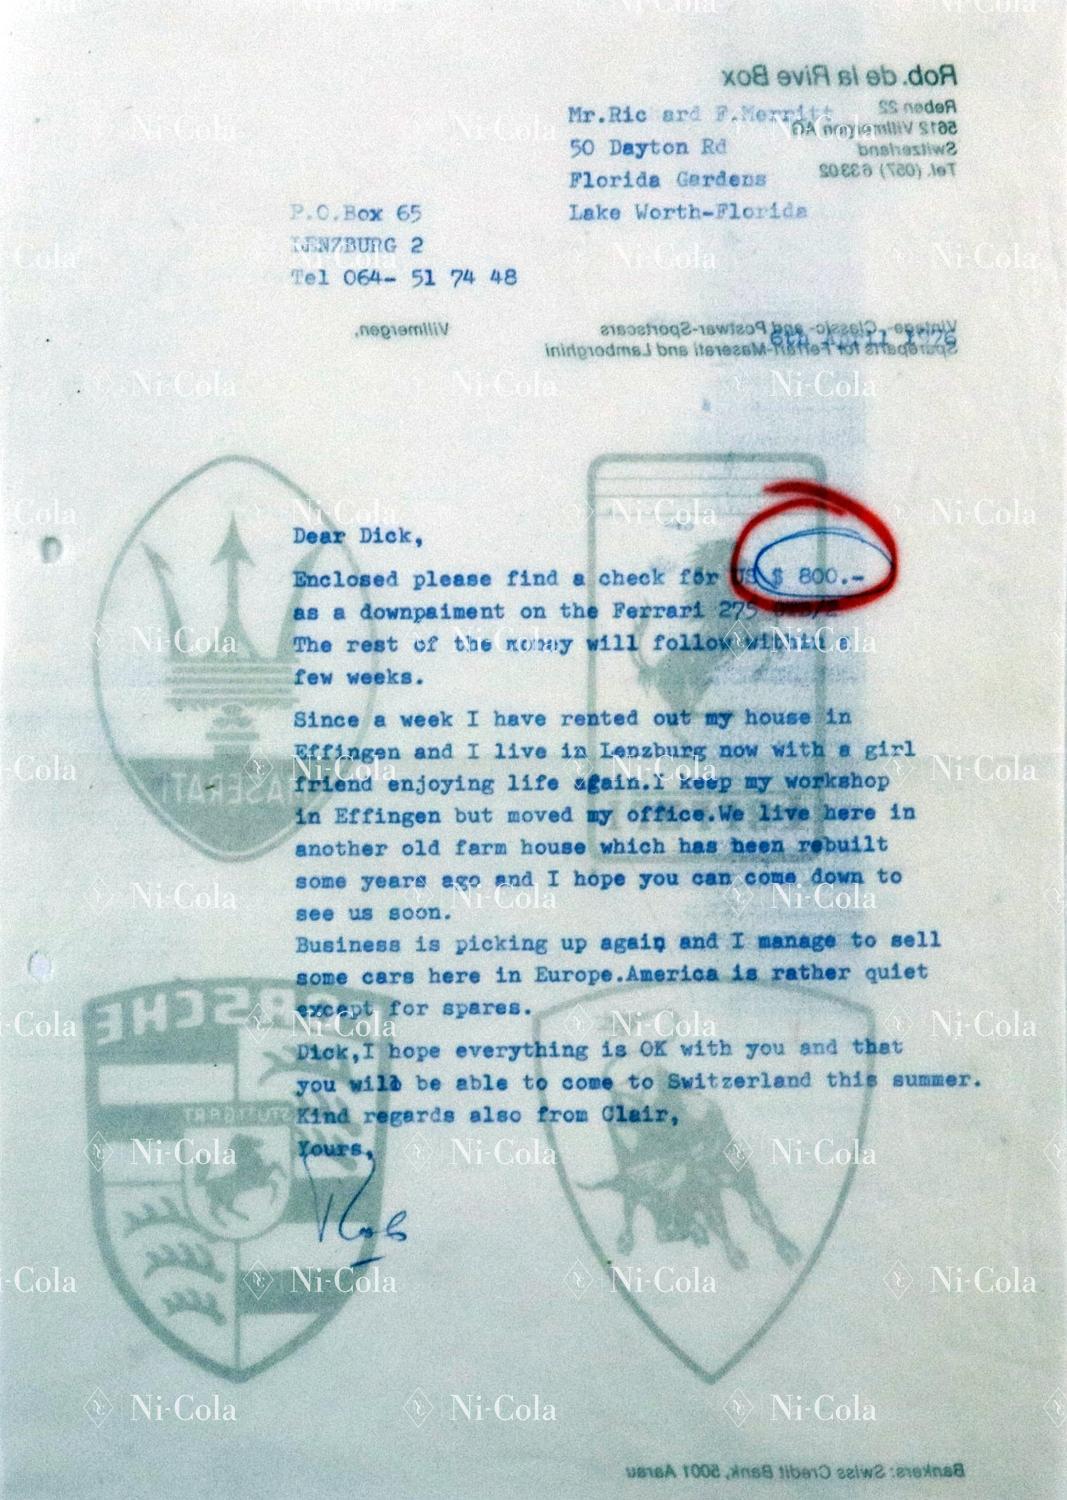 Rob. de la Rive Box
Reben 22
5612 Villmergen AG
Switzerland
Tel. (057) 63302
Mr.Ric ard F.Merritt
50 Dayton Rd
Florida Gardens
Lake Worth-Florida
P.O.Box 65
LENZBURG 2
Tel 064- 51 74 48
Villmergen,
Vintage- Classic- and Postwar-Sportscars
Spareparts for Ferrari-Maserati and Lamborghini
6th April 1976
Dear Dick,
Enclosed please find a check for US $ 800.-
as a downpaiment on the Ferrari 275
The rest of the money will follow within a
few weeks.
Since a week I have rented out my house in
Effingen and I live in Lenzburg now with a girl
friend enjoying life again.I keep my workshop
in Effingen but moved my office.We live here in
another old farm house which has been rebuilt
some years ago and I hope you can come down to
see us soon.
Business is picking up again and I manage to sell
some cars here in Europe.America is rather quiet
except for spares.
Dick,I hope everything is OK with you and that
you will be able to come to Switzerland this summer.
Kind regards also from Clair,
Yours,
Rob
MASERATI
PORSCHE
STUTTGART
Bankers: Swiss Credit Bank, 5001 Aarau
Ni-Cola